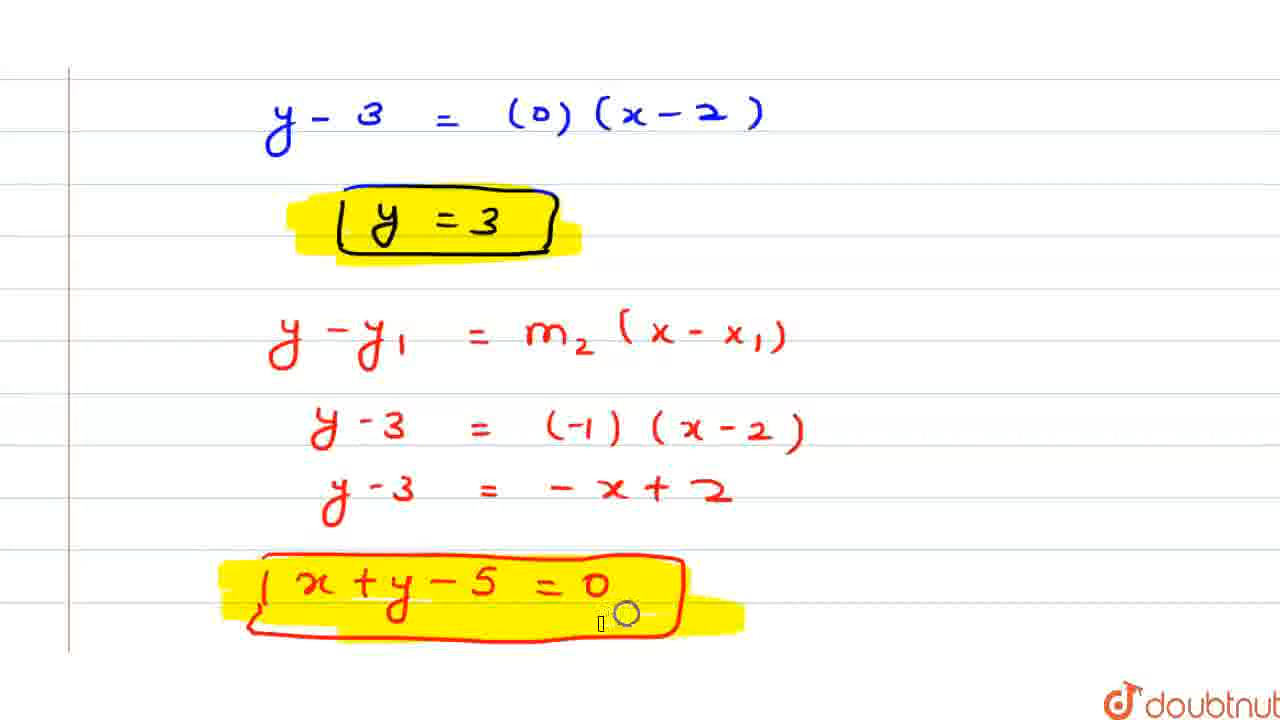 y - 3 = (0) (x - 2)
y = 3
y - y₁ = m₂ (x - x₁)
y - 3 = (-1) (x - 2)
y - 3 = - x + 2
x + y - 5 = 0
doubtnut